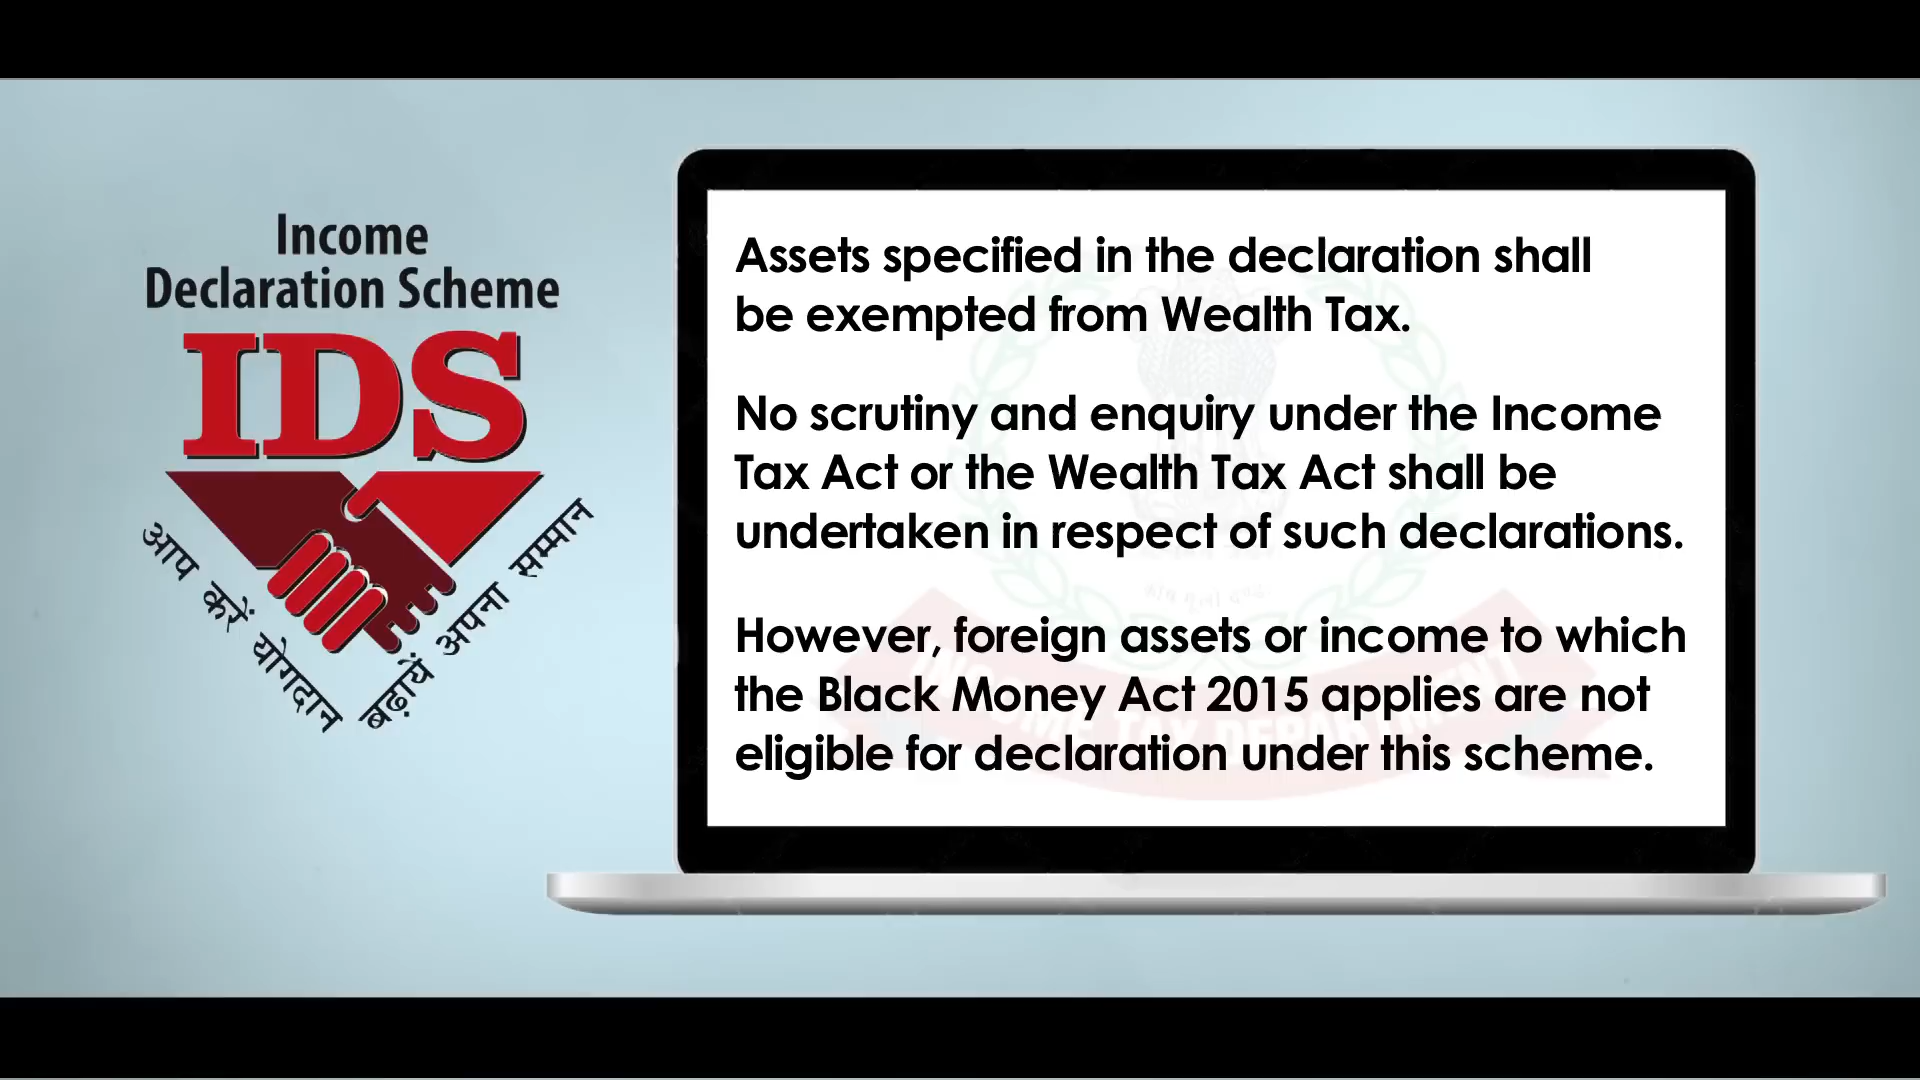 Income
Declaration Scheme
IDS
आप करें योगदान
बढ़ायें अपना सम्मान
Assets specified in the declaration shall
be exempted from Wealth Tax.
No scrutiny and enquiry under the Income
Tax Act or the Wealth Tax Act shall be
undertaken in respect of such declarations.
However, foreign assets or income to which
the Black Money Act 2015 applies are not
eligible for declaration under this scheme.
INCOME TAX DEPARTMENT